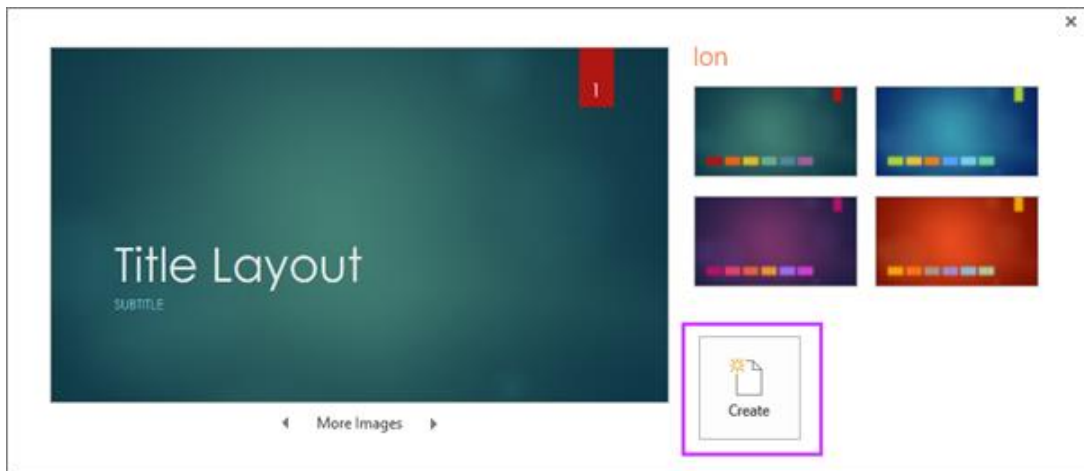 Ion
1
Title Layout
SUBTITLE
More Images
Create